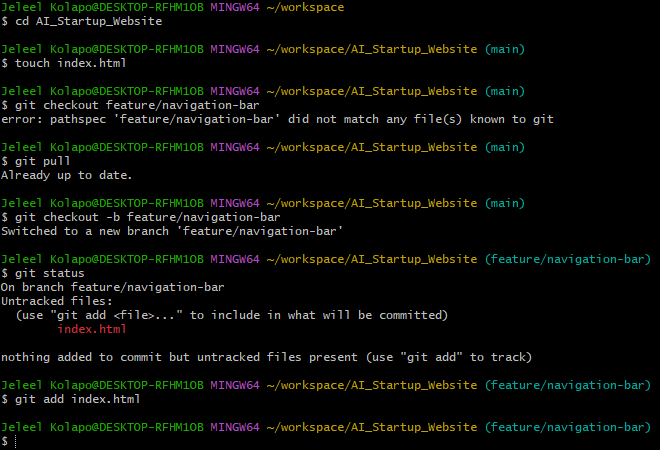 Jeleel Kolapo@DESKTOP-RFHM1OB MINGW64 ~/workspace
$ cd AI_Startup_Website
Jeleel Kolapo@DESKTOP-RFHM1OB MINGW64 ~/workspace/AI_Startup_Website (main)
$ touch index.html
Jeleel Kolapo@DESKTOP-RFHM1OB MINGW64 ~/workspace/AI_Startup_Website (main)
$ git checkout feature/navigation-bar
error: pathspec 'feature/navigation-bar' did not match any file(s) known to git
Jeleel Kolapo@DESKTOP-RFHM1OB MINGW64 ~/workspace/AI_Startup_Website (main)
$ git pull
Already up to date.
Jeleel Kolapo@DESKTOP-RFHM1OB MINGW64 ~/workspace/AI_Startup_Website (main)
$ git checkout -b feature/navigation-bar
Switched to a new branch 'feature/navigation-bar'
Jeleel Kolapo@DESKTOP-RFHM1OB MINGW64 ~/workspace/AI_Startup_Website (feature/navigation-bar)
$ git status
On branch feature/navigation-bar
Untracked files:
  (use "git add <file>..." to include in what will be committed)
        index.html
nothing added to commit but untracked files present (use "git add" to track)
Jeleel Kolapo@DESKTOP-RFHM1OB MINGW64 ~/workspace/AI_Startup_Website (feature/navigation-bar)
$ git add index.html
Jeleel Kolapo@DESKTOP-RFHM1OB MINGW64 ~/workspace/AI_Startup_Website (feature/navigation-bar)
$